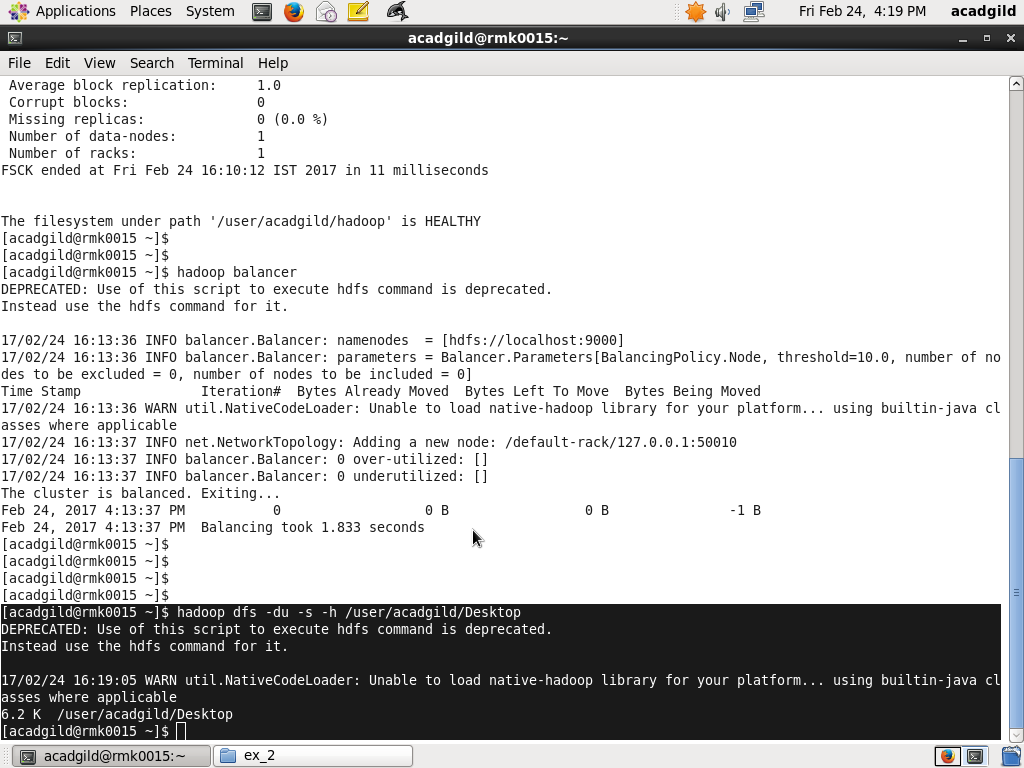 Applications Places System Fri Feb 24, 4:19 PM acadgild
acadgild@rmk0015:~
File Edit View Search Terminal Help
Average block replication: 1.0
Corrupt blocks: 0
Missing replicas: 0 (0.0 %)
Number of data-nodes: 1
Number of racks: 1
FSCK ended at Fri Feb 24 16:10:12 IST 2017 in 11 milliseconds
The filesystem under path '/user/acadgild/hadoop' is HEALTHY
[acadgild@rmk0015 ~]$
[acadgild@rmk0015 ~]$
[acadgild@rmk0015 ~]$ hadoop balancer
DEPRECATED: Use of this script to execute hdfs command is deprecated.
Instead use the hdfs command for it.
17/02/24 16:13:36 INFO balancer.Balancer: namenodes  = [hdfs://localhost:9000]
17/02/24 16:13:36 INFO balancer.Balancer: parameters = Balancer.Parameters[BalancingPolicy.Node, threshold=10.0, number of no
des to be excluded = 0, number of nodes to be included = 0]
Time Stamp               Iteration#  Bytes Already Moved  Bytes Left To Move  Bytes Being Moved
17/02/24 16:13:36 WARN util.NativeCodeLoader: Unable to load native-hadoop library for your platform... using builtin-java cl
asses where applicable
17/02/24 16:13:37 INFO net.NetworkTopology: Adding a new node: /default-rack/127.0.0.1:50010
17/02/24 16:13:37 INFO balancer.Balancer: 0 over-utilized: []
17/02/24 16:13:37 INFO balancer.Balancer: 0 underutilized: []
The cluster is balanced. Exiting...
Feb 24, 2017 4:13:37 PM           0                  0 B                 0 B               -1 B
Feb 24, 2017 4:13:37 PM  Balancing took 1.833 seconds
[acadgild@rmk0015 ~]$
[acadgild@rmk0015 ~]$
[acadgild@rmk0015 ~]$
[acadgild@rmk0015 ~]$
[acadgild@rmk0015 ~]$ hadoop dfs -du -s -h /user/acadgild/Desktop
DEPRECATED: Use of this script to execute hdfs command is deprecated.
Instead use the hdfs command for it.
17/02/24 16:19:05 WARN util.NativeCodeLoader: Unable to load native-hadoop library for your platform... using builtin-java cl
asses where applicable
6.2 K  /user/acadgild/Desktop
[acadgild@rmk0015 ~]$
acadgild@rmk0015:~ ex_2